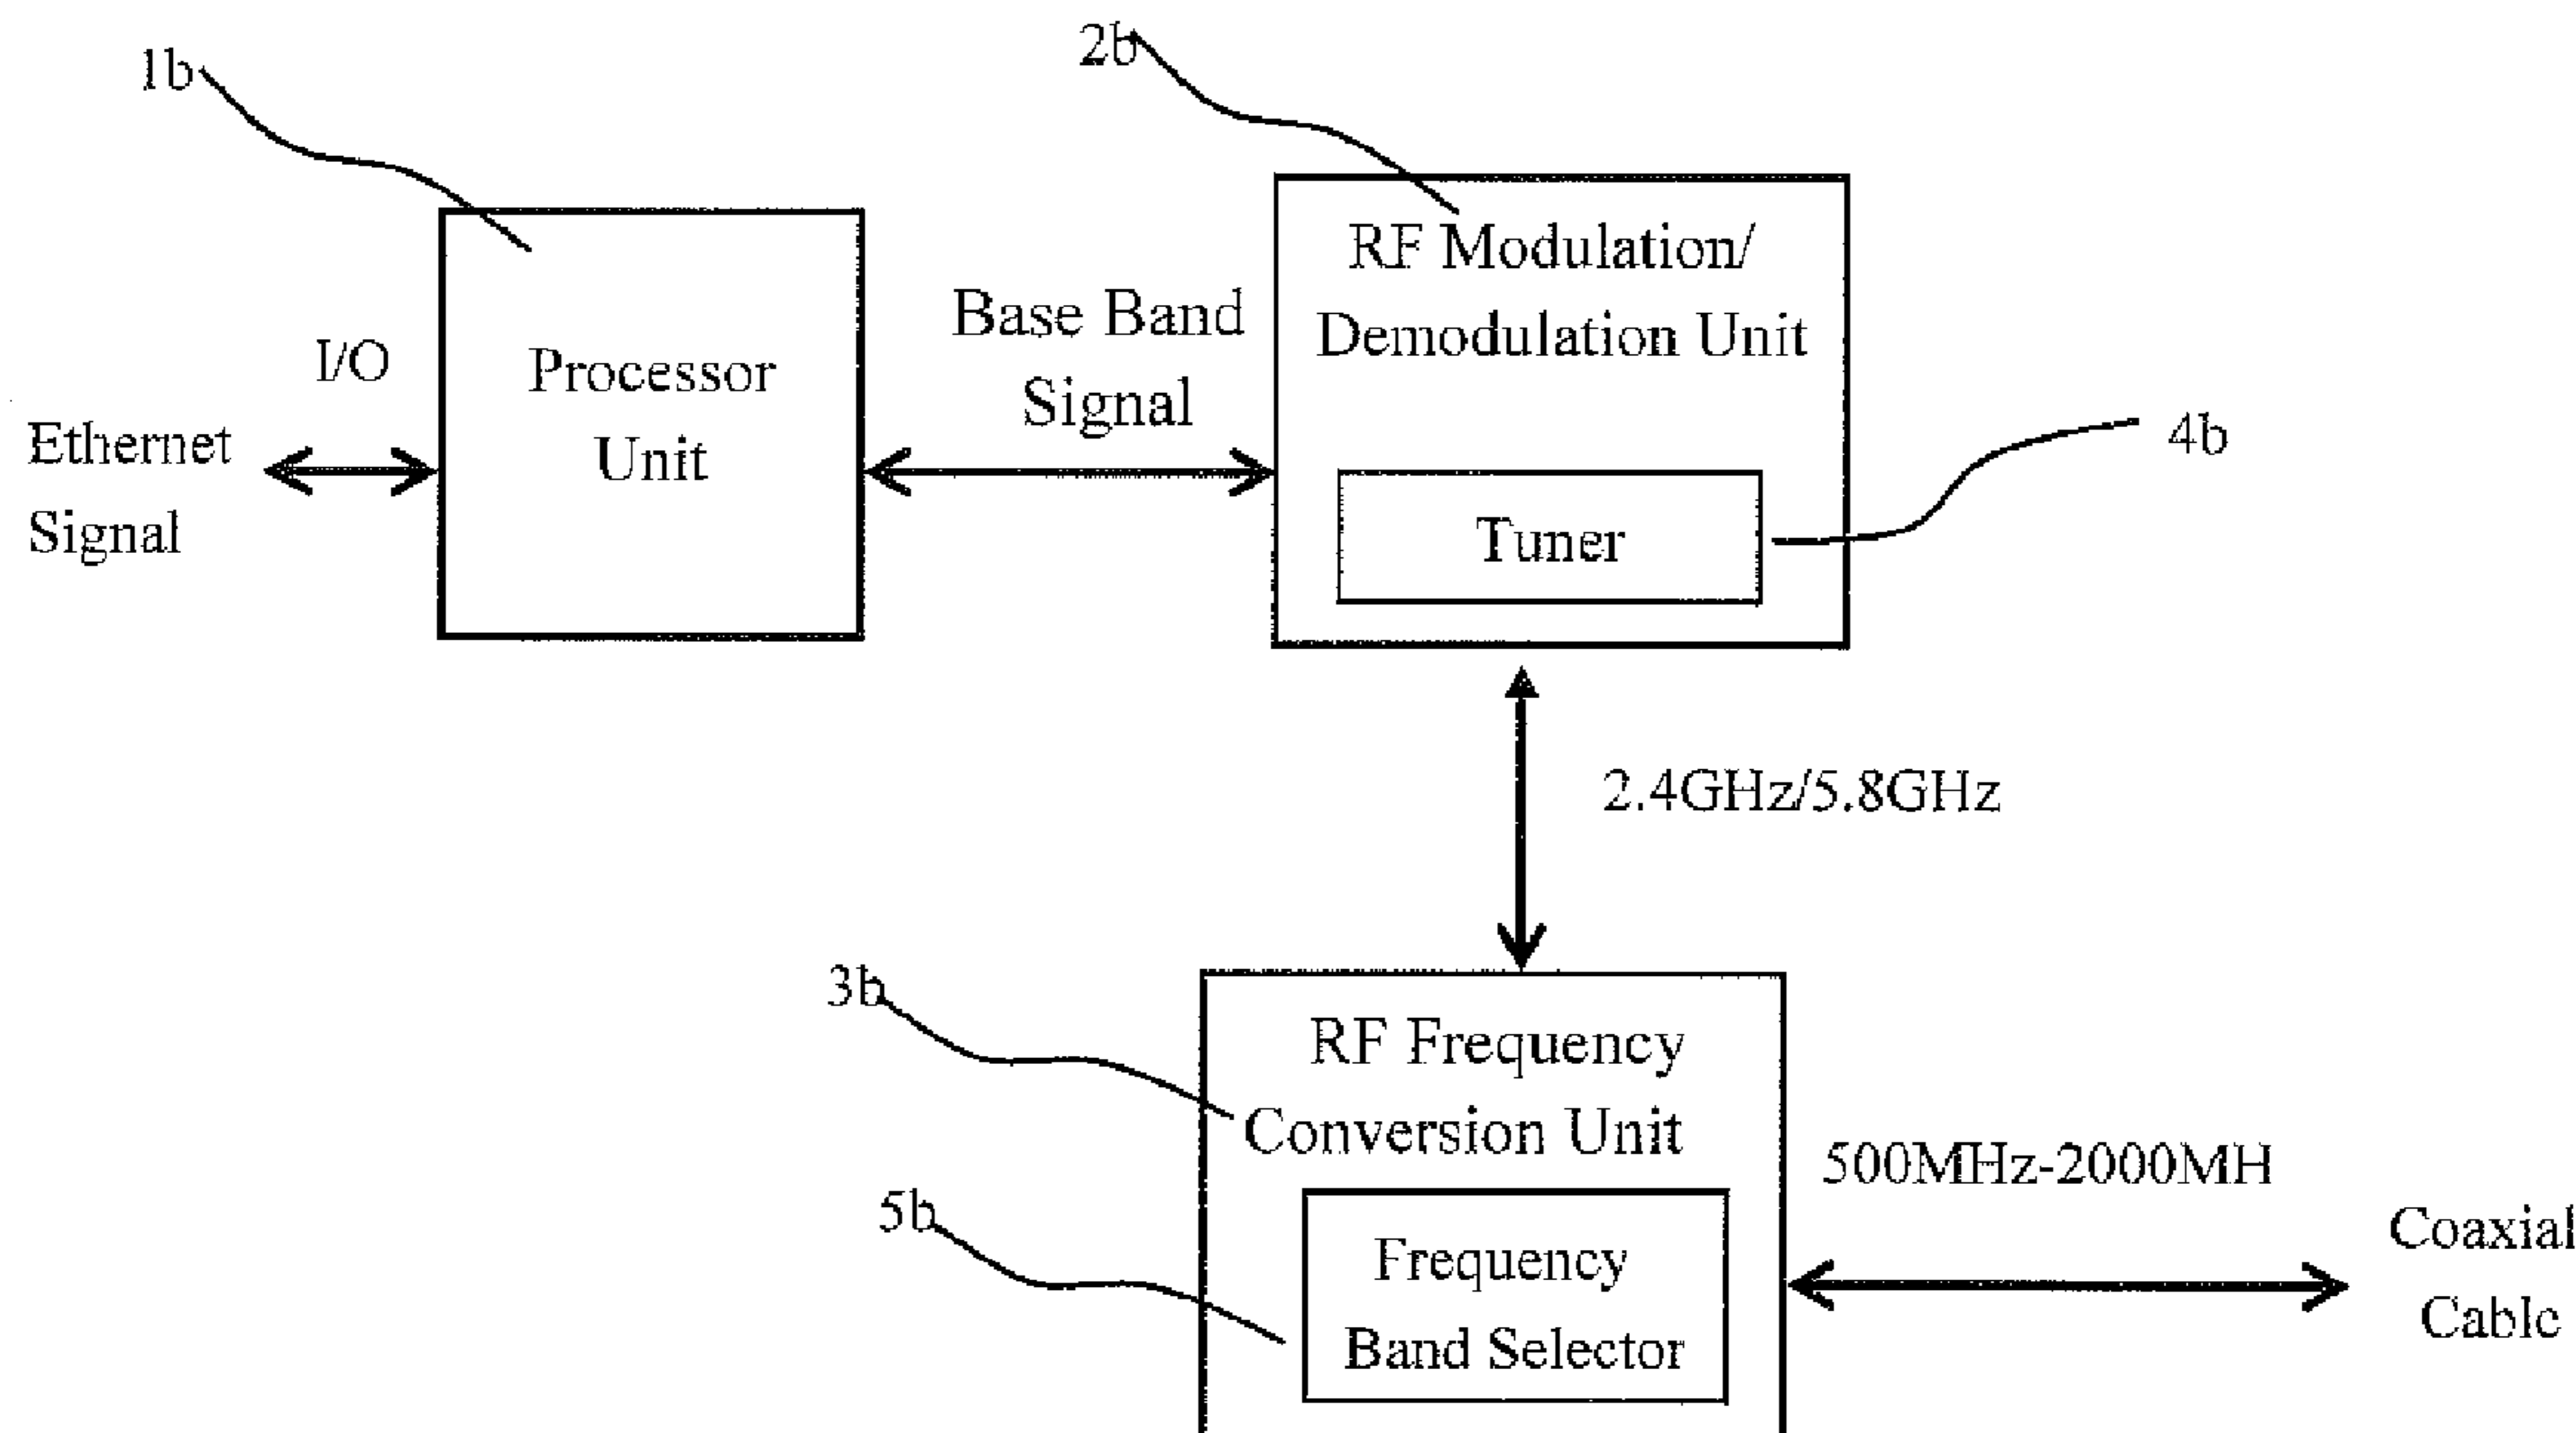 1b
2b
RF Modulation/
Demodulation Unit
Base Band
Signal
I/O
Processor
Unit
Ethernet
Signal
Tuner
4b
2.4GHz/5.8GHz
3b
RF Frequency
Conversion Unit
500MHz-2000MH
5b
Frequency
Band Selector
Coaxial
Cable